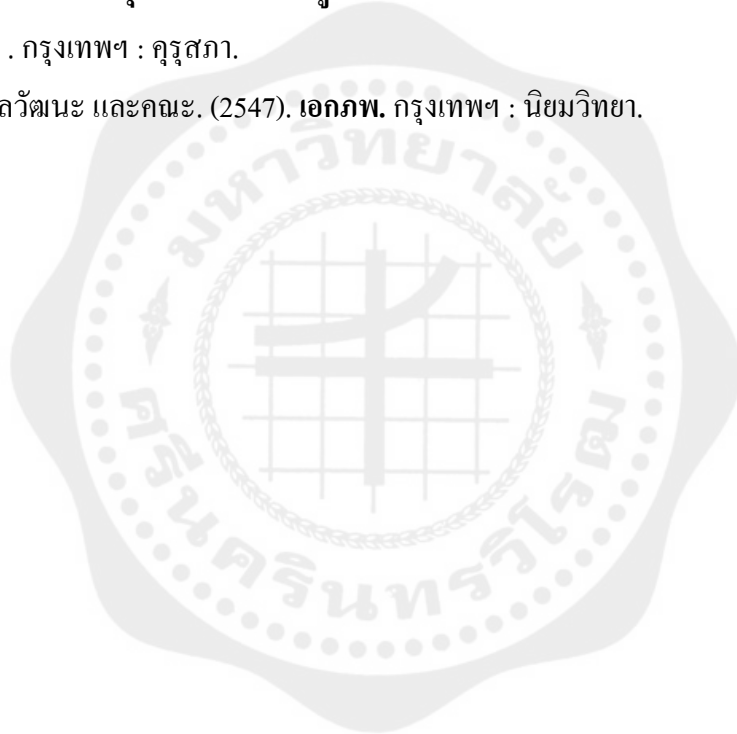 . กรุงเทพฯ : คุรุสภา.
ลวัฒนะ และคณะ. (2547). เอกภพ. กรุงเทพฯ : นิยมวิทยา.
มหาวิทยาลัย
ศรีนครินทรวิโรฒ